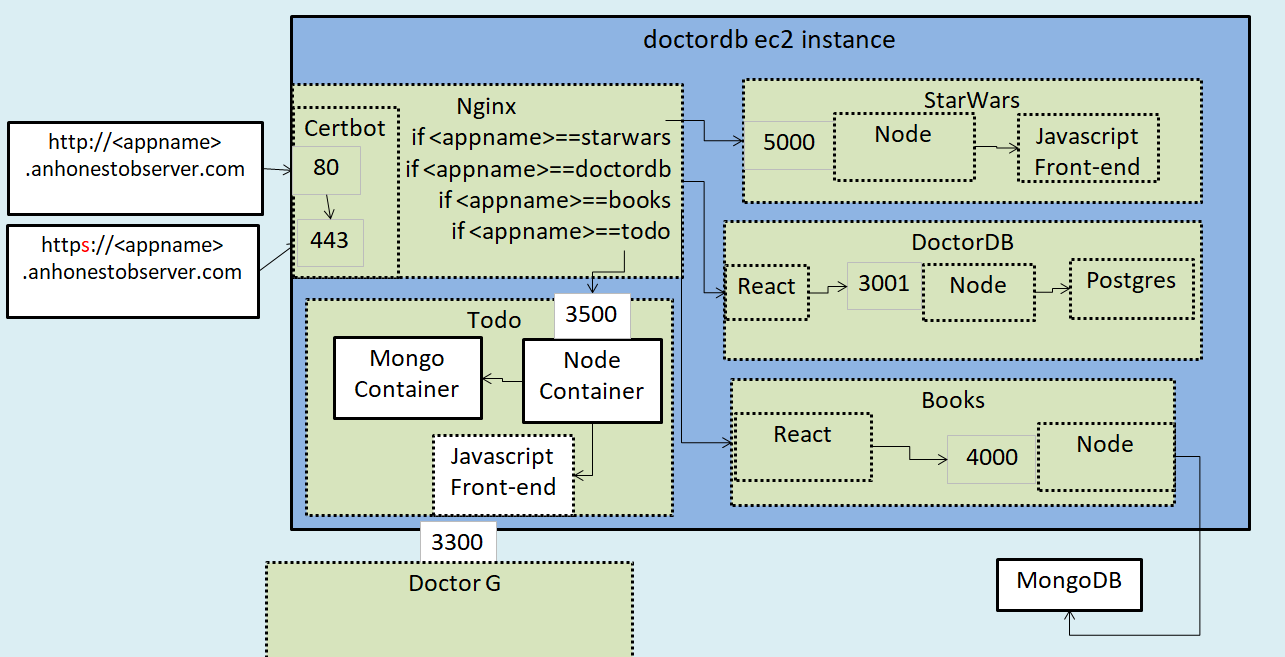 doctordb ec2 instance
http://<appname>
.anhonestobserver.com
https://<appname>
.anhonestobserver.com
Certbot
80
443
Nginx
if <appname>==starwars
if <appname>==doctordb
if <appname>==books
if <appname>==todo
StarWars
5000
Node
Javascript
Front-end
DoctorDB
React
3001
Node
Postgres
Todo
3500
Mongo
Container
Node
Container
Javascript
Front-end
Books
React
4000
Node
3300
Doctor G
MongoDB